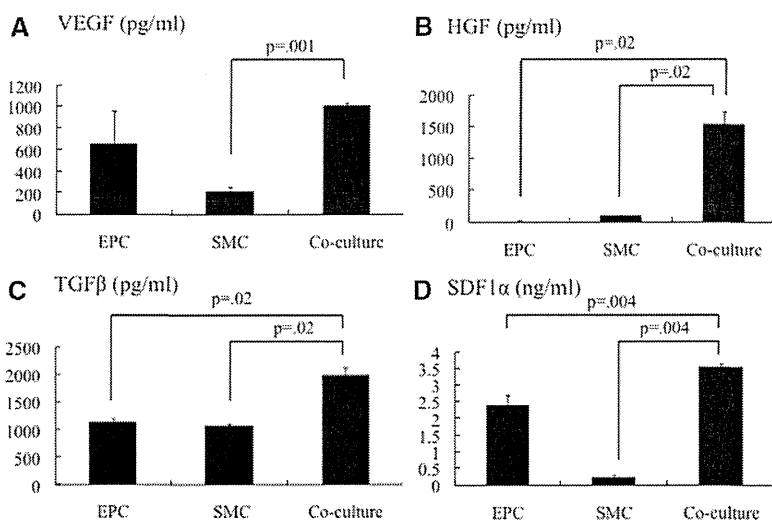 A VEGF (pg/ml)
p=.001
1200
1000
800
600
400
200
0
EPC SMC Co-culture
B HGF (pg/ml)
p=.02
p=.02
2000
1500
1000
500
0
EPC SMC Co-culture
C TGFβ (pg/ml)
p=.02
p=.02
2500
2000
1500
1000
500
0
EPC SMC Co-culture
D SDF1α (ng/ml)
p=.004
p=.004
4
3.5
3
2.5
2
1.5
1
0.5
0
EPC SMC Co-culture